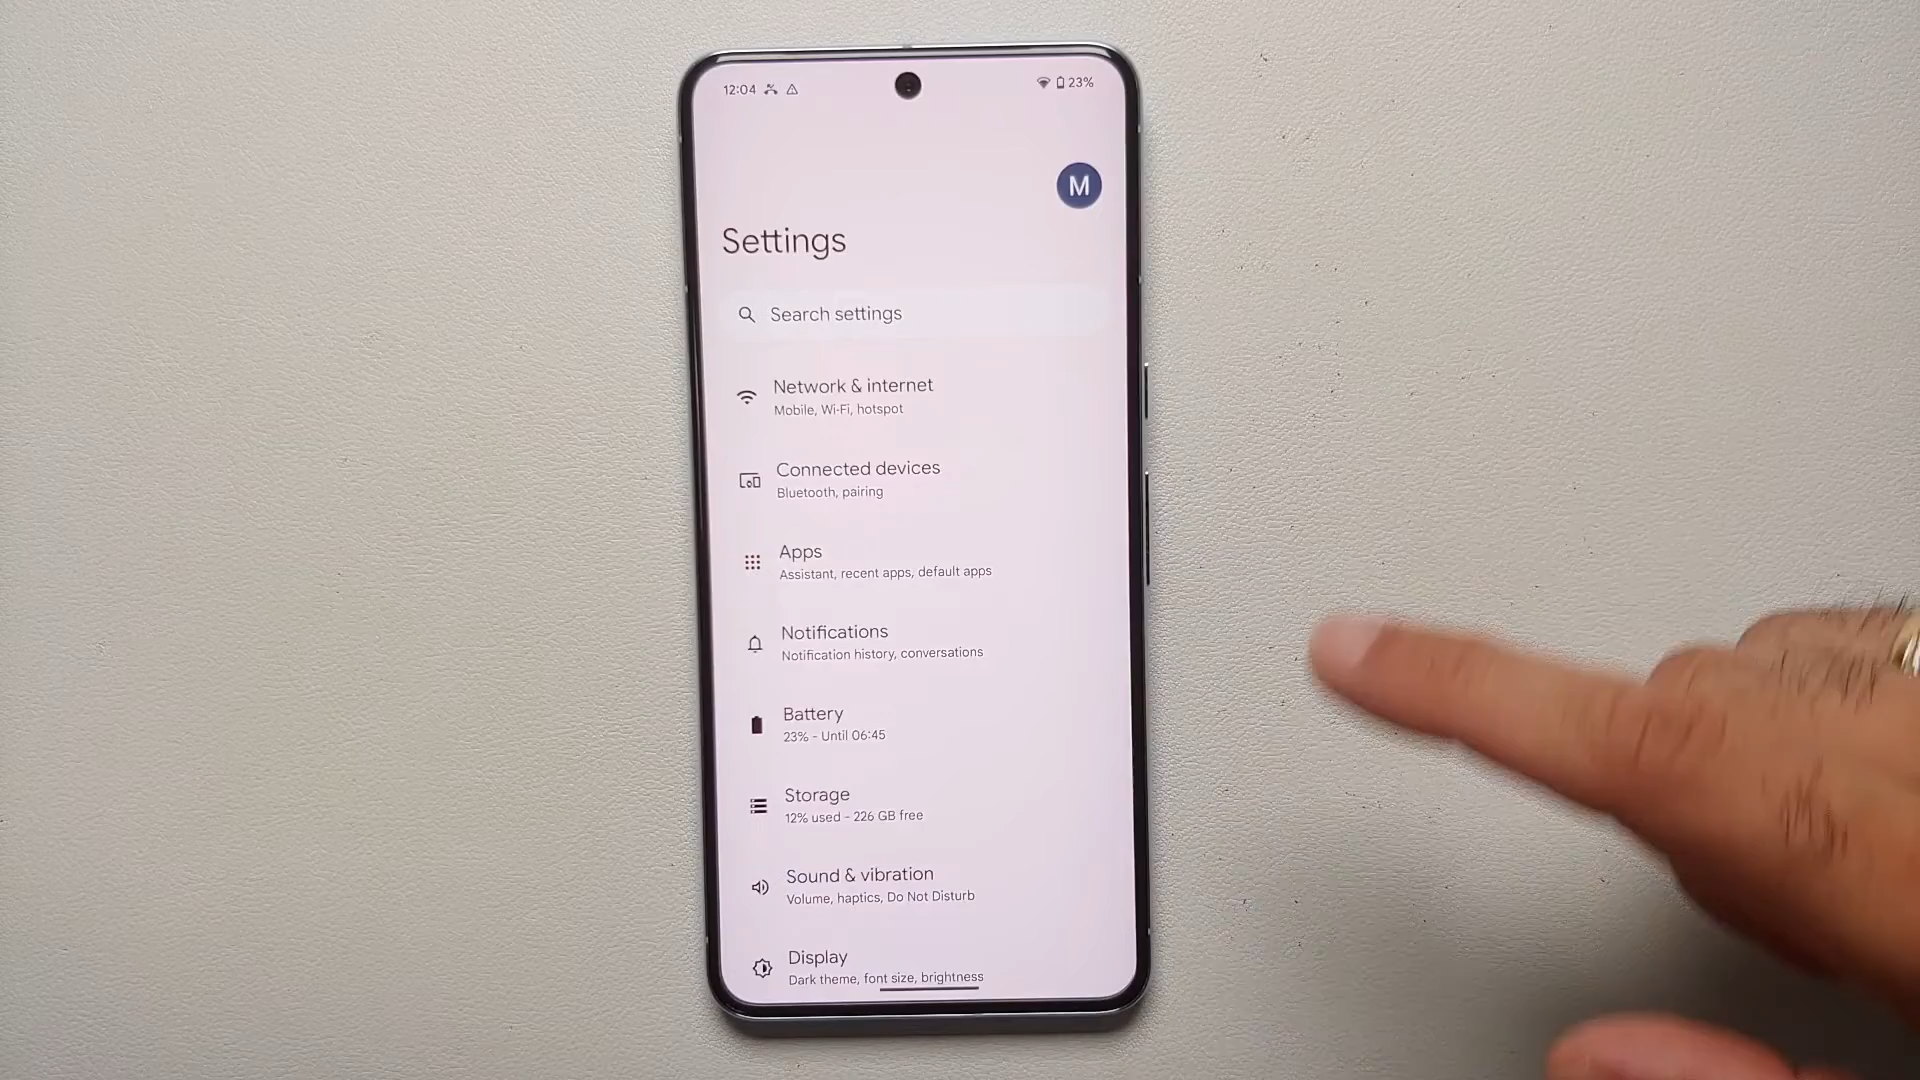 12:04
23%
M
Settings
Search settings
Network & internet
Mobile, Wi-Fi, hotspot
Connected devices
Bluetooth, pairing
Apps
Assistant, recent apps, default apps
Notifications
Notification history, conversations
Battery
23% - Until 06:45
Storage
12% used - 226 GB free
Sound & vibration
Volume, haptics, Do Not Disturb
Display
Dark theme, font size, brightness